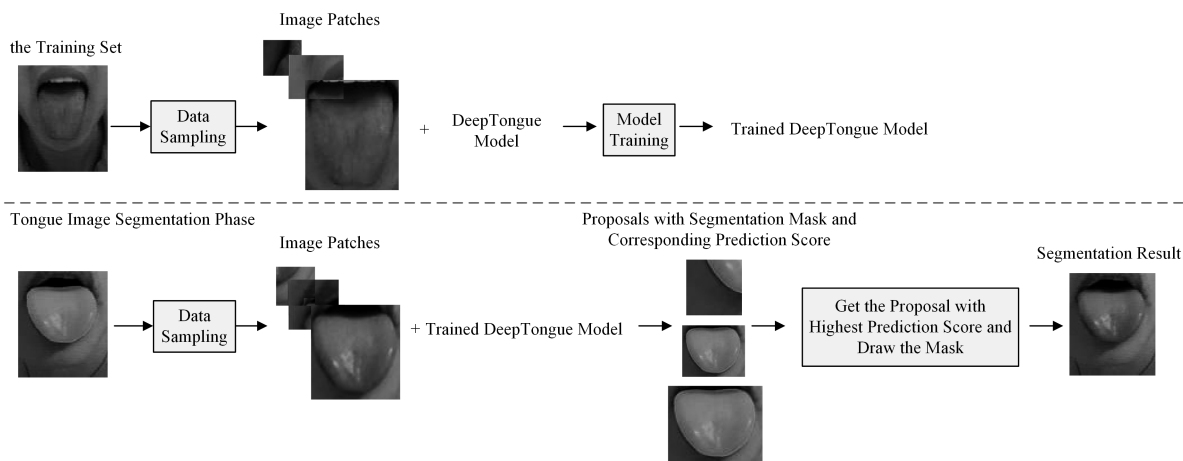 Image Patches
the Training Set
Data
Sampling
+
DeepTongue
Model
Model
Training
Trained DeepTongue Model
Tongue Image Segmentation Phase
Image Patches
Data
Sampling
+ Trained DeepTongue Model
Proposals with Segmentation Mask and
Corresponding Prediction Score
Get the Proposal with
Highest Prediction Score and
Draw the Mask
Segmentation Result